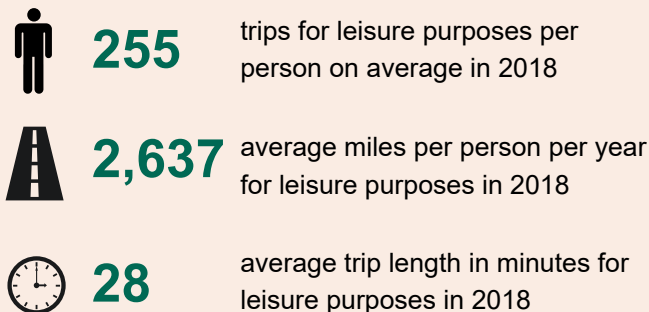 255
trips for leisure purposes per
person on average in 2018
2,637
average miles per person per year
for leisure purposes in 2018
28
average trip length in minutes for
leisure purposes in 2018